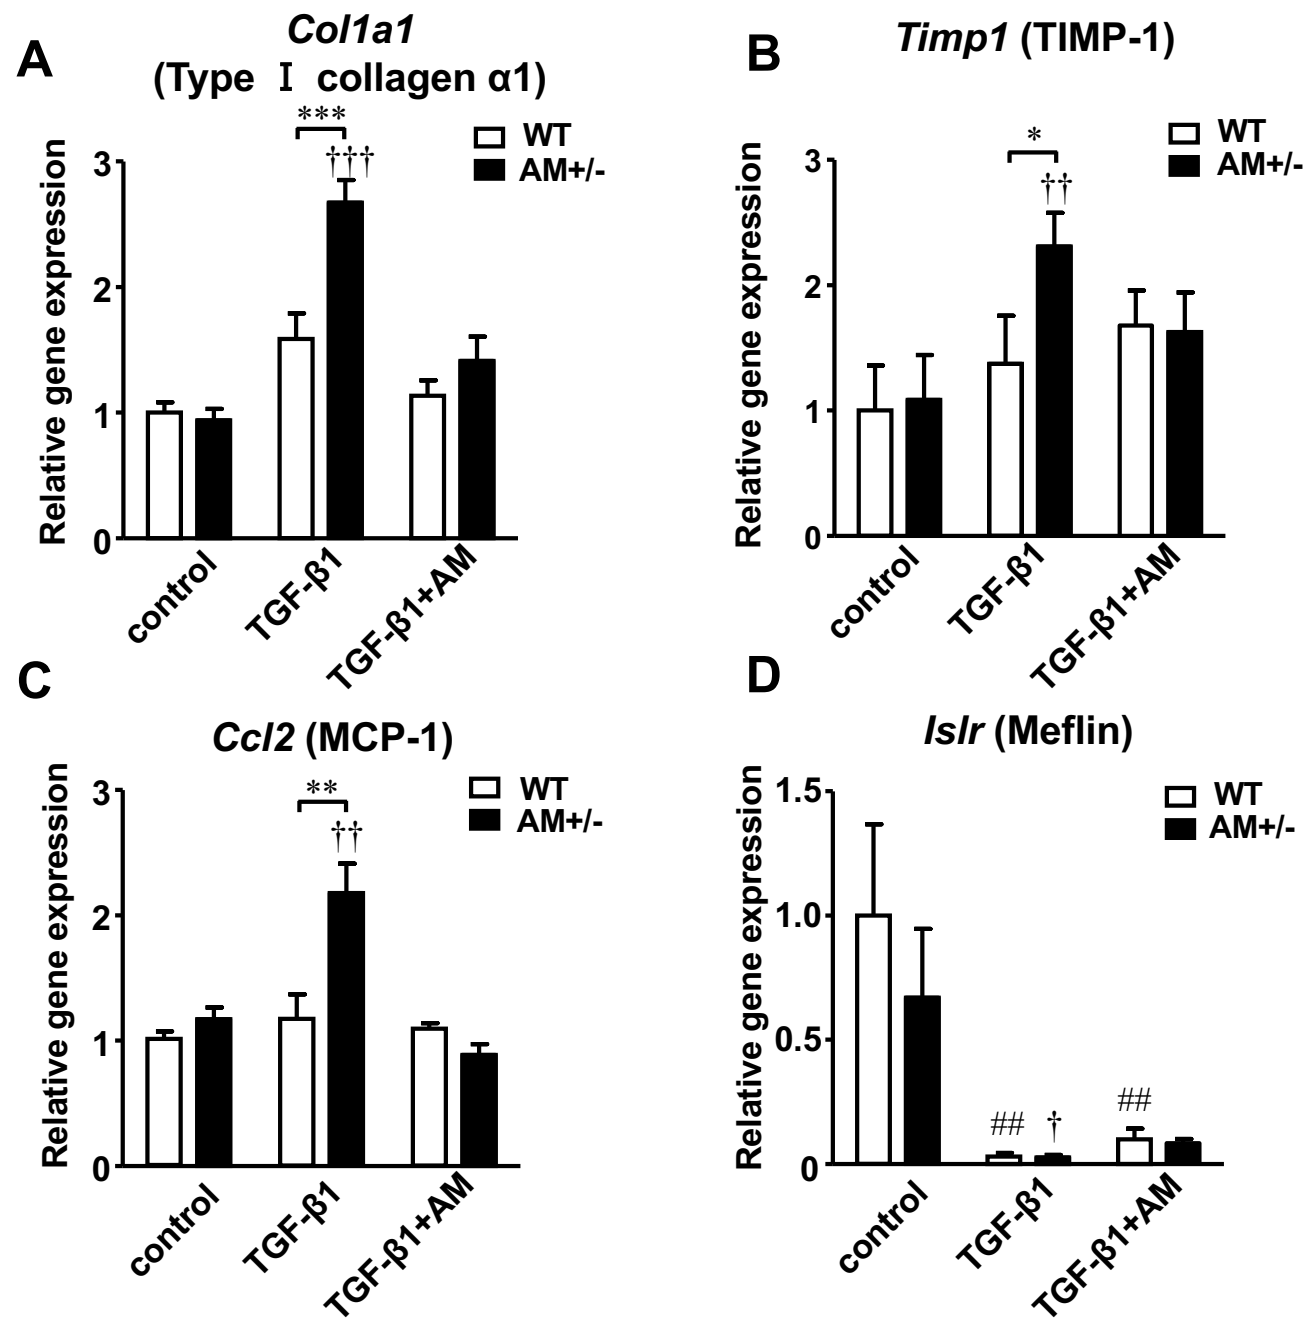 A
Col1a1
(Type Ⅰ collagen α1)
***
†††
WT
AM+/-
Relative gene expression
3
2
1
0
control
TGF-β1
TGF-β1+AM
B
Timp1 (TIMP-1)
*
††
WT
AM+/-
Relative gene expression
3
2
1
0
control
TGF-β1
TGF-β1+AM
C
Ccl2 (MCP-1)
**
††
WT
AM+/-
Relative gene expression
3
2
1
0
control
TGF-β1
TGF-β1+AM
D
Islr (Meflin)
WT
AM+/-
Relative gene expression
1.5
1.0
0.5
0
##
†
##
control
TGF-β1
TGF-β1+AM